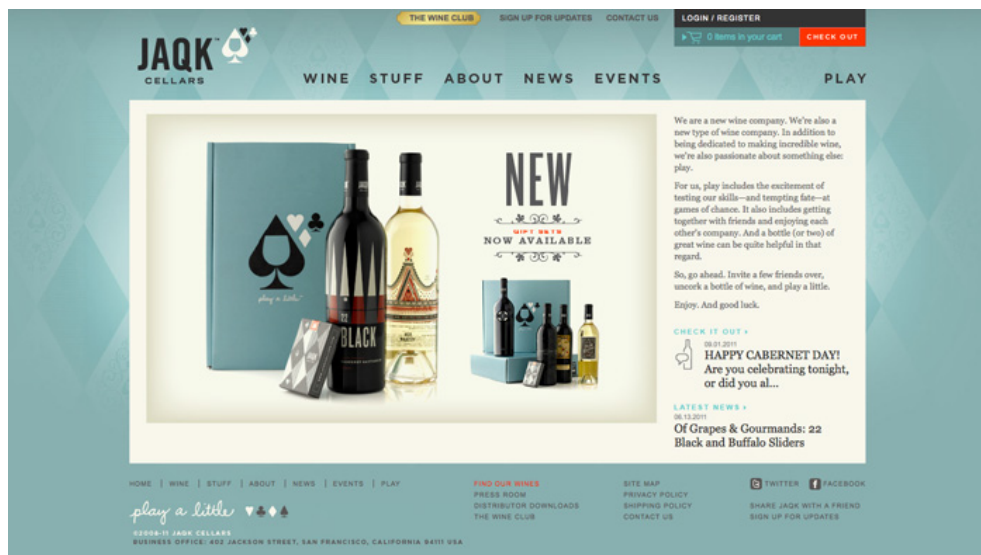 THE WINE CLUB
SIGN UP FOR UPDATES
CONTACT US
LOGIN / REGISTER
0 items in your cart
CHECK OUT
JAQK™
CELLARS
WINE STUFF ABOUT NEWS EVENTS PLAY
NEW
GIFT SETS
NOW AVAILABLE
play a little
22
BLACK
CABERNET SAUVIGNON
We are a new wine company. We're also a
new type of wine company. In addition to
being dedicated to making incredible wine,
we're also passionate about something else:
play.
For us, play includes the excitement of
testing our skills—and tempting fate—at
games of chance. It also includes getting
together with friends and enjoying each
other's company. And a bottle (or two) of
great wine can be quite helpful in that
regard.
So, go ahead. Invite a few friends over,
uncork a bottle of wine, and play a little.
Enjoy. And good luck.
CHECK IT OUT
09.01.2011
HAPPY CABERNET DAY!
Are you celebrating tonight,
or did you al...
LATEST NEWS
06.13.2011
Of Grapes & Gourmands: 22
Black and Buffalo Sliders
HOME | WINE | STUFF | ABOUT | NEWS | EVENTS | PLAY
play a little
©2008-11 JAQK CELLARS
BUSINESS OFFICE: 402 JACKSON STREET, SAN FRANCISCO, CALIFORNIA 94111 USA
FIND OUR WINES
PRESS ROOM
DISTRIBUTOR DOWNLOADS
THE WINE CLUB
SITE MAP
PRIVACY POLICY
SHIPPING POLICY
CONTACT US
TWITTER
FACEBOOK
SHARE JAQK WITH A FRIEND
SIGN UP FOR UPDATES